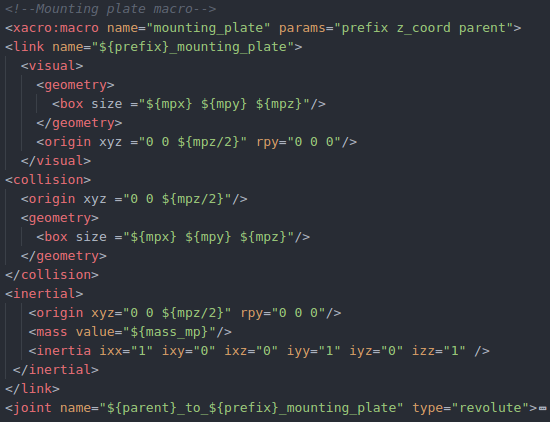 <!--Mounting plate macro-->
<xacro:macro name="mounting_plate" params="prefix z_coord parent">
<link name="${prefix}_mounting_plate">
<visual>
<geometry>
<box size ="${mpx} ${mpy} ${mpz}"/>
</geometry>
<origin xyz ="0 0 ${mpz/2}" rpy="0 0 0"/>
</visual>
<collision>
<origin xyz ="0 0 ${mpz/2}"/>
<geometry>
<box size ="${mpx} ${mpy} ${mpz}"/>
</geometry>
</collision>
<inertial>
<origin xyz="0 0 ${mpz/2}" rpy="0 0 0"/>
<mass value="${mass_mp}"/>
<inertia ixx="1" ixy="0" ixz="0" iyy="1" iyz="0" izz="1" />
</inertial>
</link>
<joint name="${parent}_to_${prefix}_mounting_plate" type="revolute">